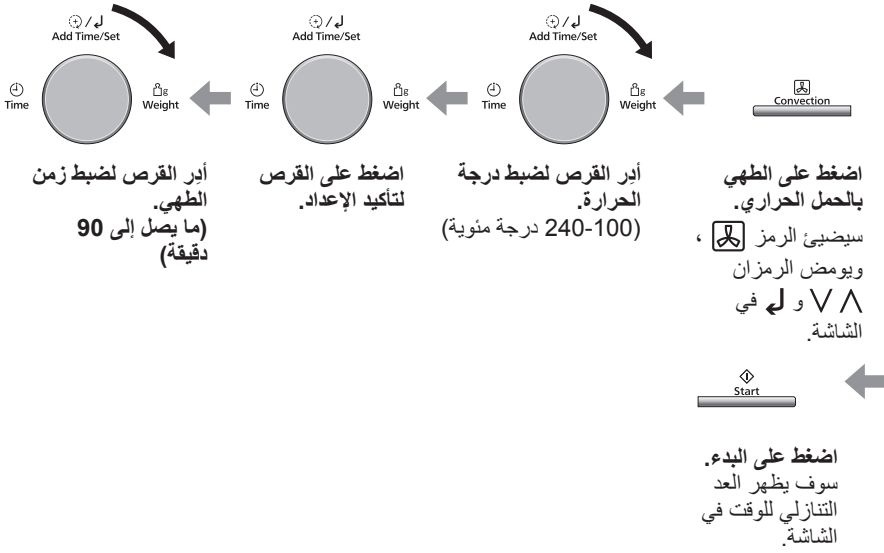 Convection
اضغط على الطهي
بالحمل الحراري.
سيضيئ الرمز ،
ويومض الرمزان
و في
الشاشة.
Add Time/Set
Time
g
Weight
أدِر القرص لضبط درجة
الحرارة.
(240-100 درجة مئوية)
Add Time/Set
Time
g
Weight
اضغط على القرص
لتأكيد الإعداد.
Add Time/Set
Time
g
Weight
أدِر القرص لضبط زمن
الطهي.
(ما يصل إلى 90
دقيقة)
Start
اضغط على البدء.
سوف يظهر العد
التنازلي للوقت في
الشاشة.